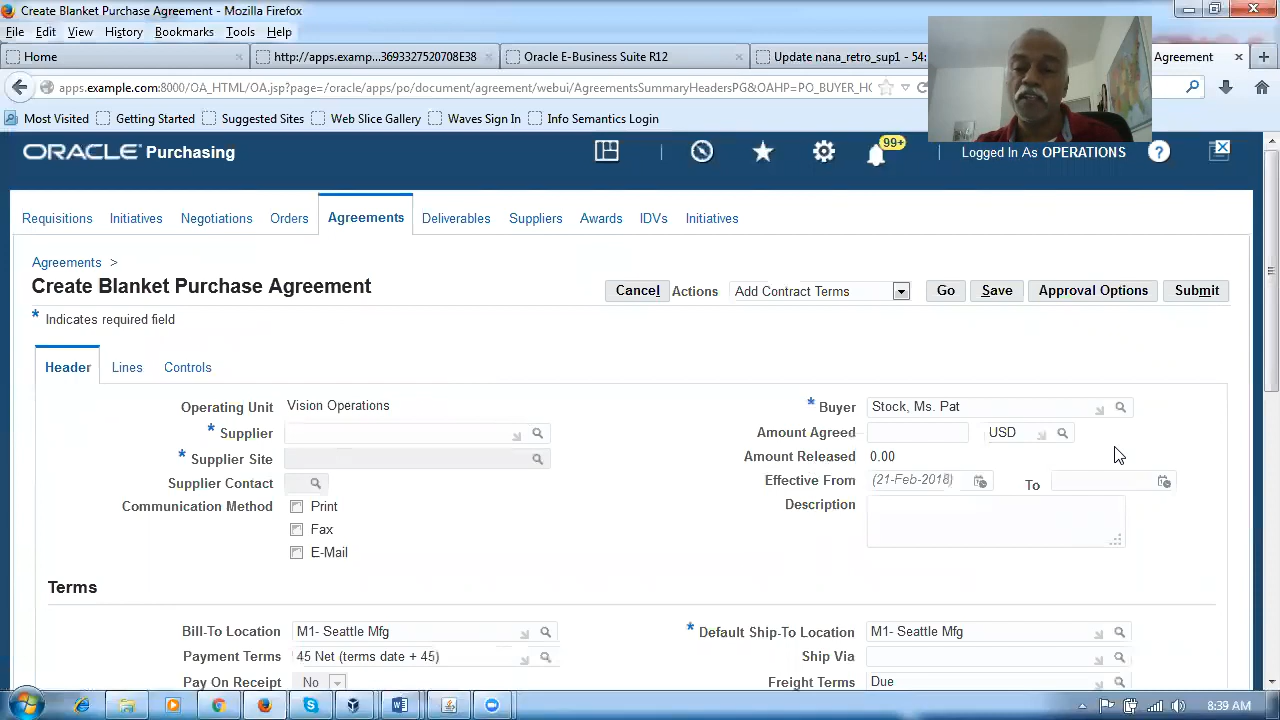 Create Blanket Purchase Agreement - Mozilla Firefox
File Edit View History Bookmarks Tools Help
Home http://apps.examp...3693327520708E38 Oracle E-Business Suite R12 Update nana_retro_sup1 - 54: Agreement
apps.example.com:8000/OA_HTML/OA.jsp?page=/oracle/apps/po/document/agreement/webui/AgreementsSummaryHeadersPG&OAHP=PO_BUYER_HO
Most Visited Getting Started Suggested Sites Web Slice Gallery Waves Sign In Info Semantics Login
ORACLE Purchasing 99+ Logged In As OPERATIONS ?
Requisitions Initiatives Negotiations Orders Agreements Deliverables Suppliers Awards IDVs Initiatives
Agreements >
Create Blanket Purchase Agreement Cancel Actions Add Contract Terms Go Save Approval Options Submit
* Indicates required field
Header Lines Controls
Operating Unit Vision Operations * Buyer Stock, Ms. Pat
* Supplier Amount Agreed USD
* Supplier Site Amount Released 0.00
Supplier Contact Effective From (21-Feb-2018) To
Communication Method Print Description
Fax
E-Mail
Terms
Bill-To Location M1- Seattle Mfg * Default Ship-To Location M1- Seattle Mfg
Payment Terms 45 Net (terms date + 45) Ship Via
Pay On Receipt No Freight Terms Due
8:39 AM